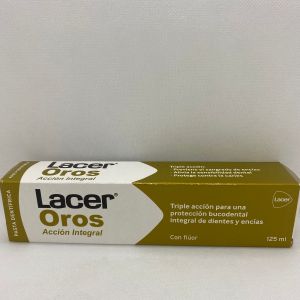 Lacer®
Oros
Acción Integral
Triple acción:
- Previene el sangrado de encías
- Alivia la sensibilidad dental
- Protege contra la caries
PASTA DENTÍFRICA
Lacer®
Oros
Acción Integral
Triple acción para una
protección bucodental
integral de dientes y encías
Con flúor
Lacer
125 ml